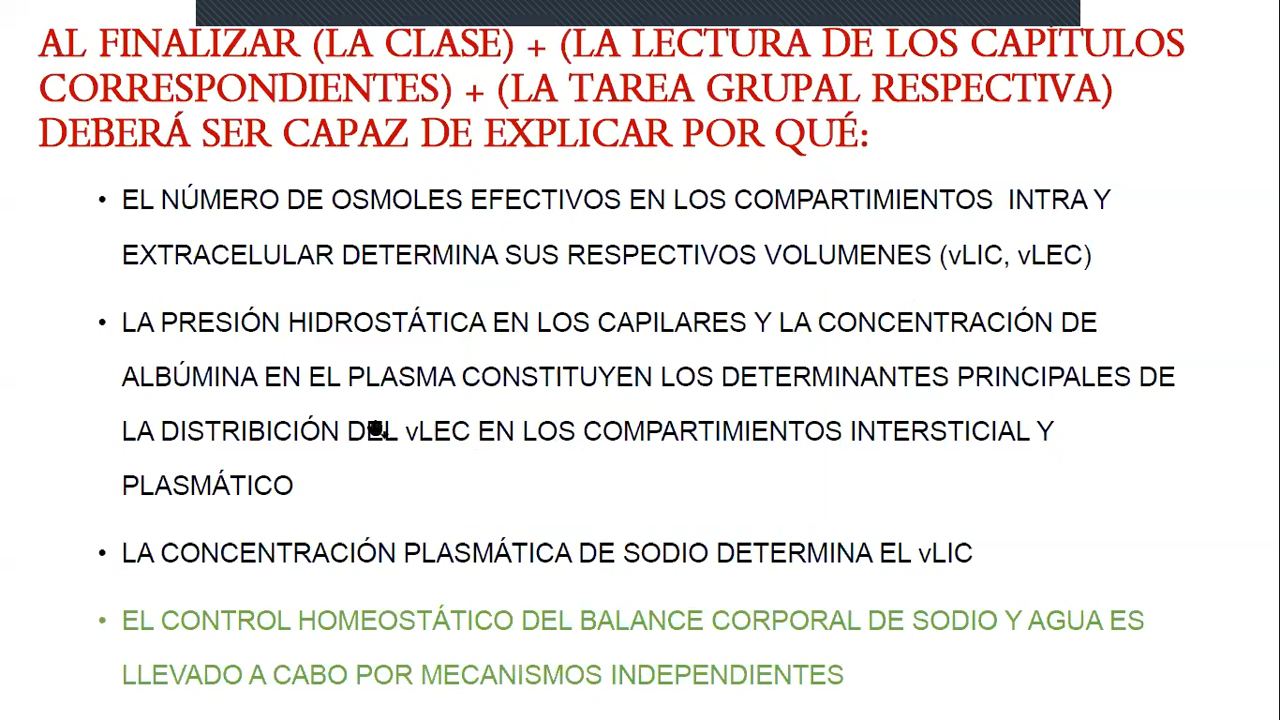 AL FINALIZAR (LA CLASE) + (LA LECTURA DE LOS CAPÍTULOS
CORRESPONDIENTES) + (LA TAREA GRUPAL RESPECTIVA)
DEBERÁ SER CAPAZ DE EXPLICAR POR QUÉ:
• EL NÚMERO DE OSMOLES EFECTIVOS EN LOS COMPARTIMIENTOS INTRA Y
EXTRACELULAR DETERMINA SUS RESPECTIVOS VOLUMENES (vLIC, vLEC)
• LA PRESIÓN HIDROSTÁTICA EN LOS CAPILARES Y LA CONCENTRACIÓN DE
ALBÚMINA EN EL PLASMA CONSTITUYEN LOS DETERMINANTES PRINCIPALES DE
LA DISTRIBICIÓN DEL vLEC EN LOS COMPARTIMIENTOS INTERSTICIAL Y
PLASMÁTICO
• LA CONCENTRACIÓN PLASMÁTICA DE SODIO DETERMINA EL vLIC
• EL CONTROL HOMEOSTÁTICO DEL BALANCE CORPORAL DE SODIO Y AGUA ES
LLEVADO A CABO POR MECANISMOS INDEPENDIENTES